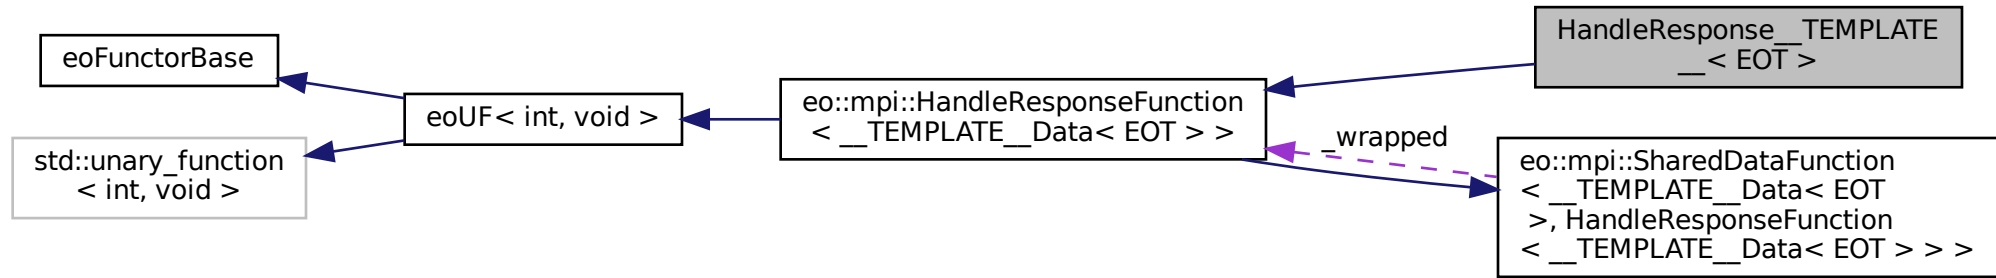 eoFunctorBase
std::unary_function
< int, void >
eoUF< int, void >
eo::mpi::HandleResponseFunction
< __TEMPLATE__Data< EOT > >
HandleResponse__TEMPLATE
__< EOT >
_wrapped
eo::mpi::SharedDataFunction
< __TEMPLATE__Data< EOT
>, HandleResponseFunction
< __TEMPLATE__Data< EOT > > >